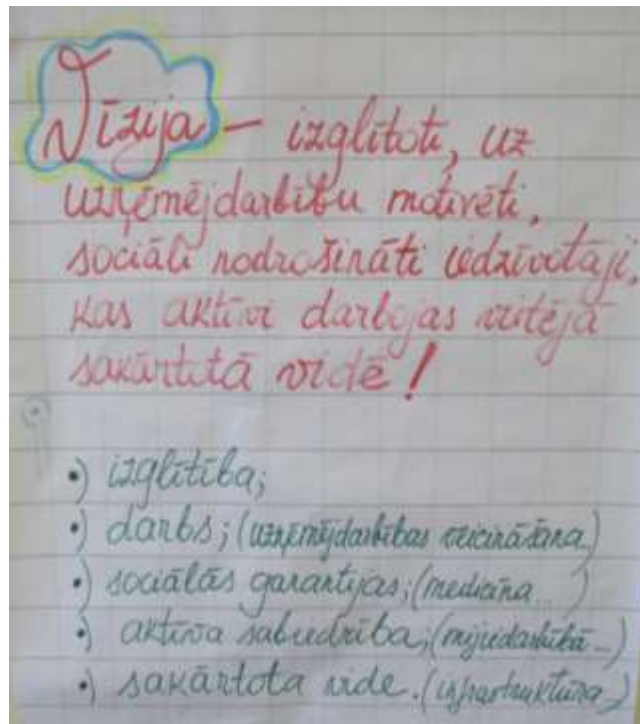 Vīzija – izglītoti, uz
uzņēmējdarbību motivēti,
sociāli nodrošināti iedzīvotāji,
kas aktīvi darbojas vietējā
sakārtotā vidē!
•) izglītība;
•) darbs; (uzņēmējdarbības veicināšana..)
•) sociālās garantijas; (medicīna...)
•) aktīva sabiedrība; (mijiedarbībā...)
•) sakārtota vide. (infrastruktūra..)